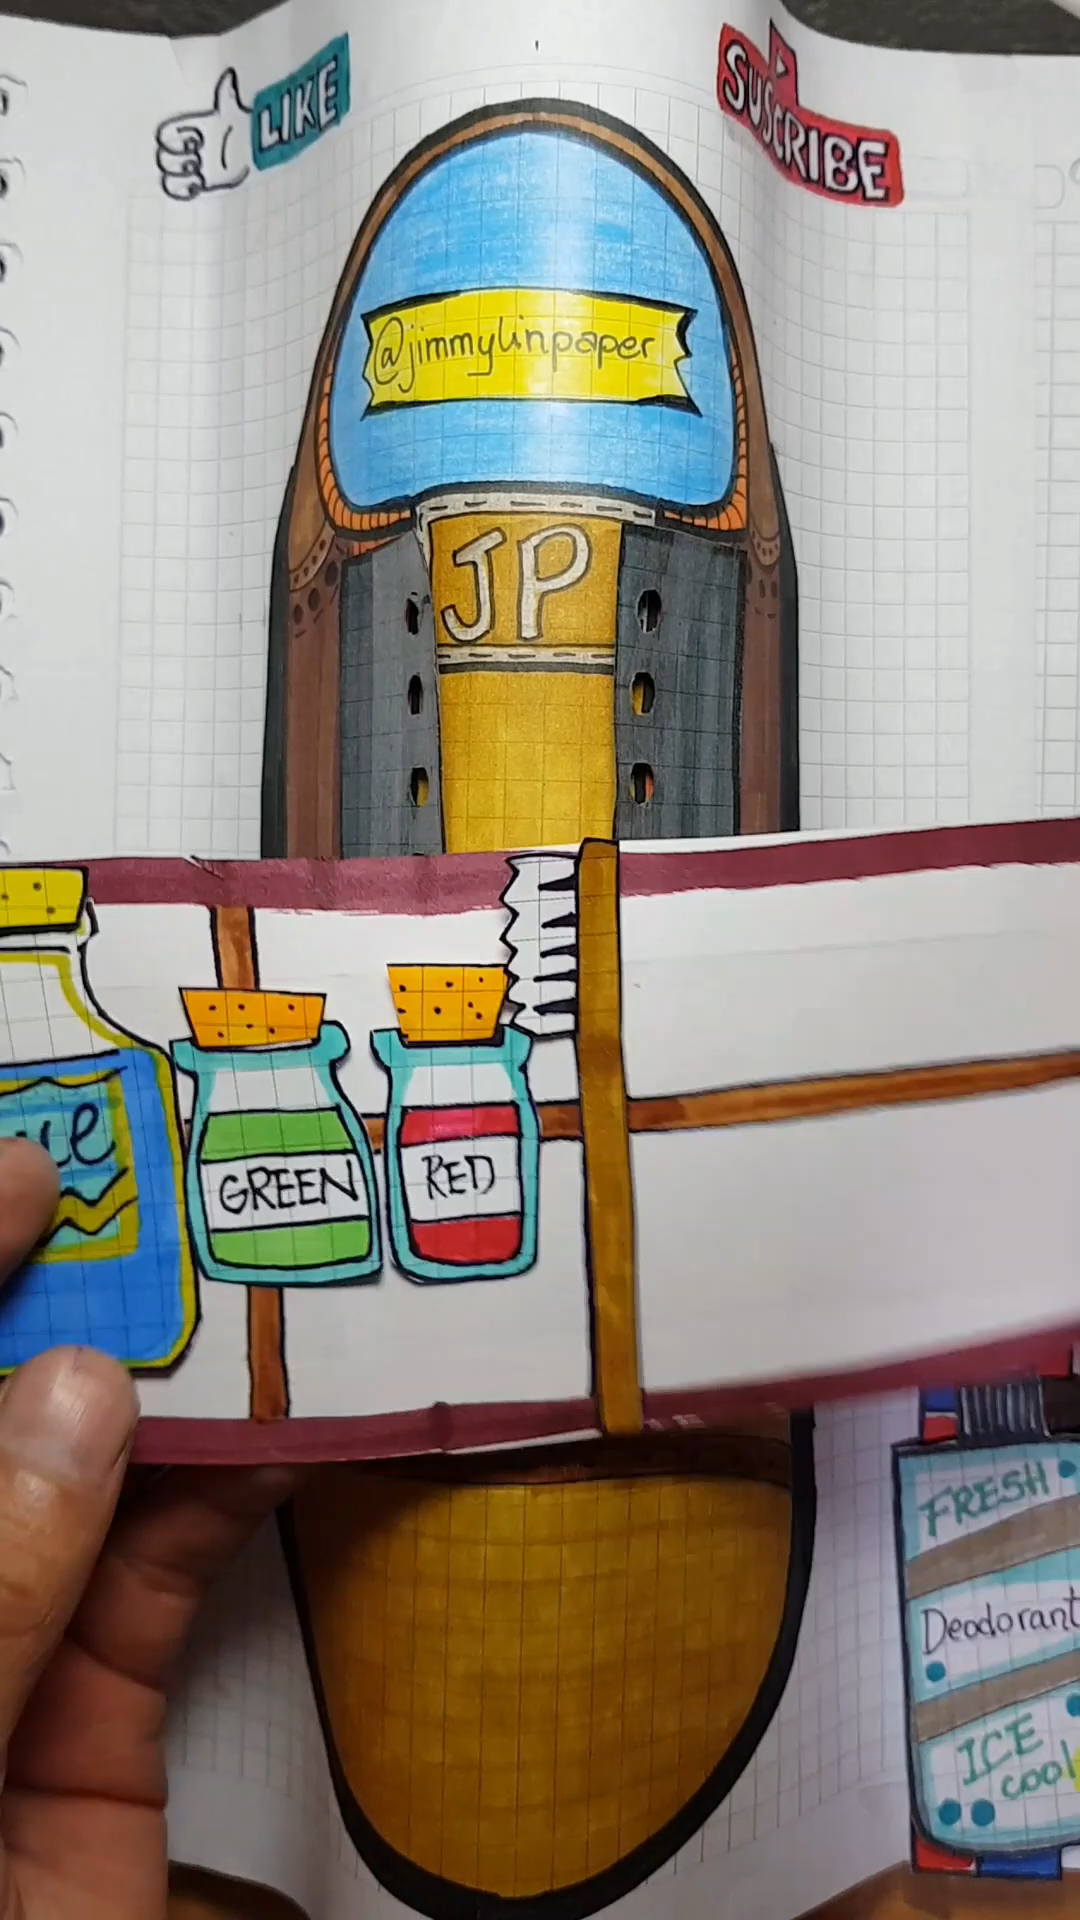 LIKE
SUSCRIBE
@jimmylinpaper
JP
GREEN
RED
FRESH
Deodorant
ICE
cool